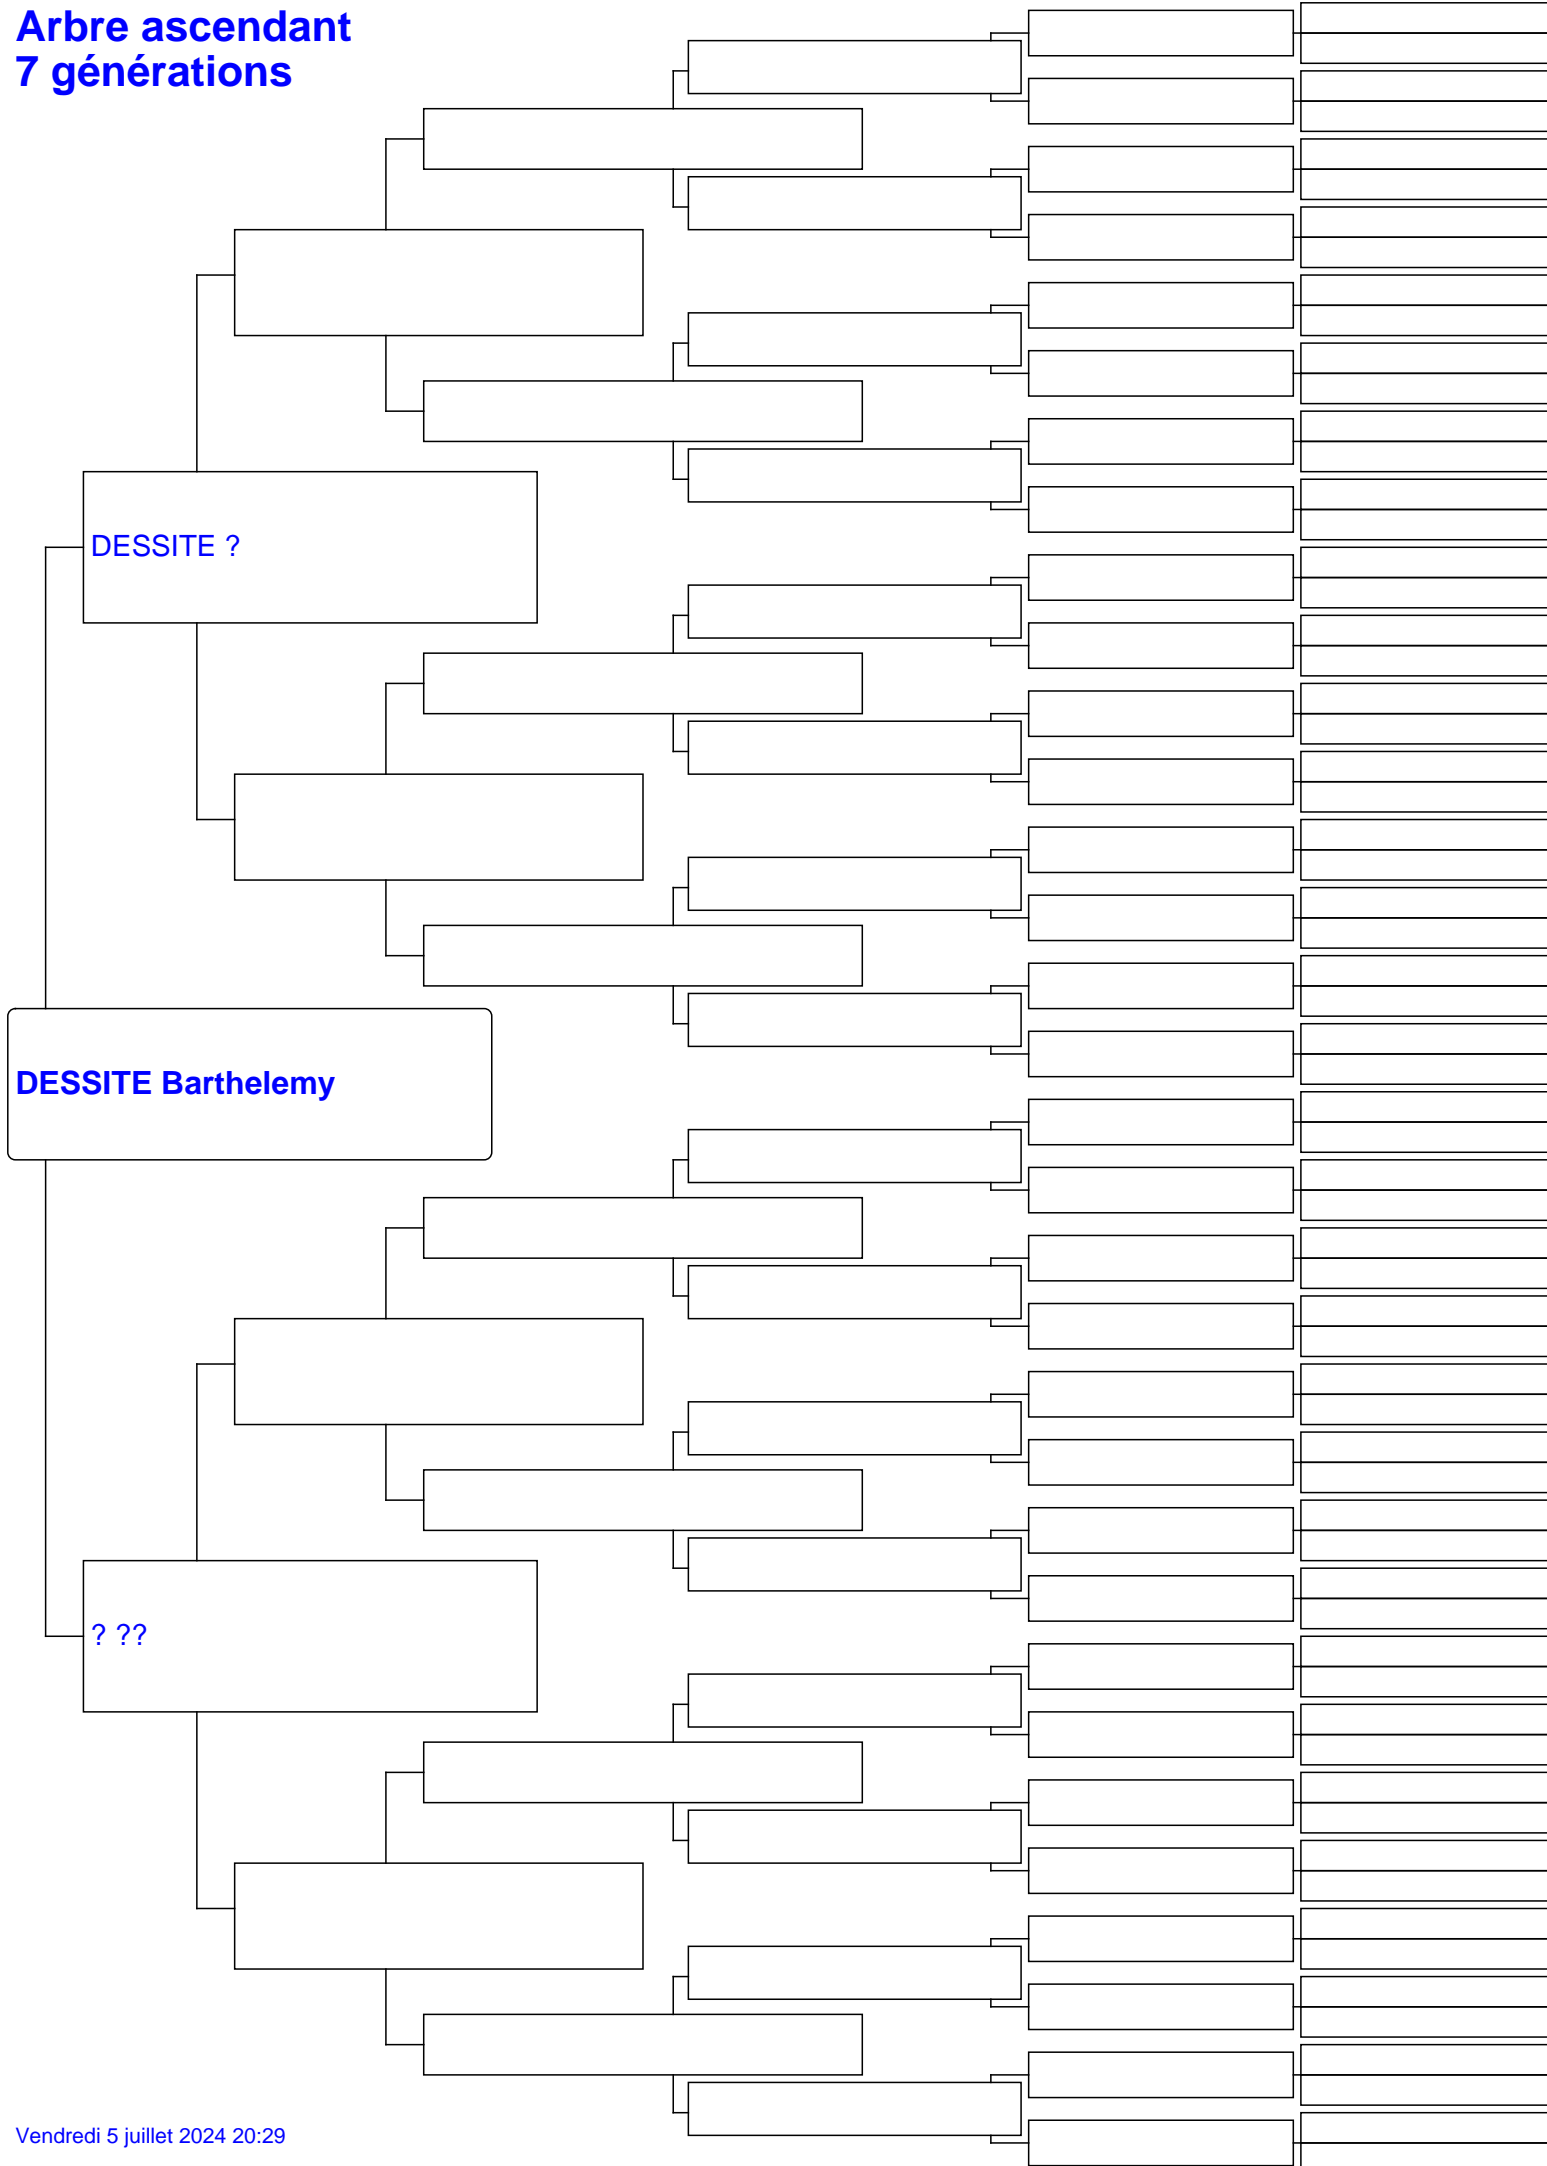 Arbre ascendant
7 générations
DESSITE ?
DESSITE Barthelemy
? ??
Vendredi 5 juillet 2024 20:29